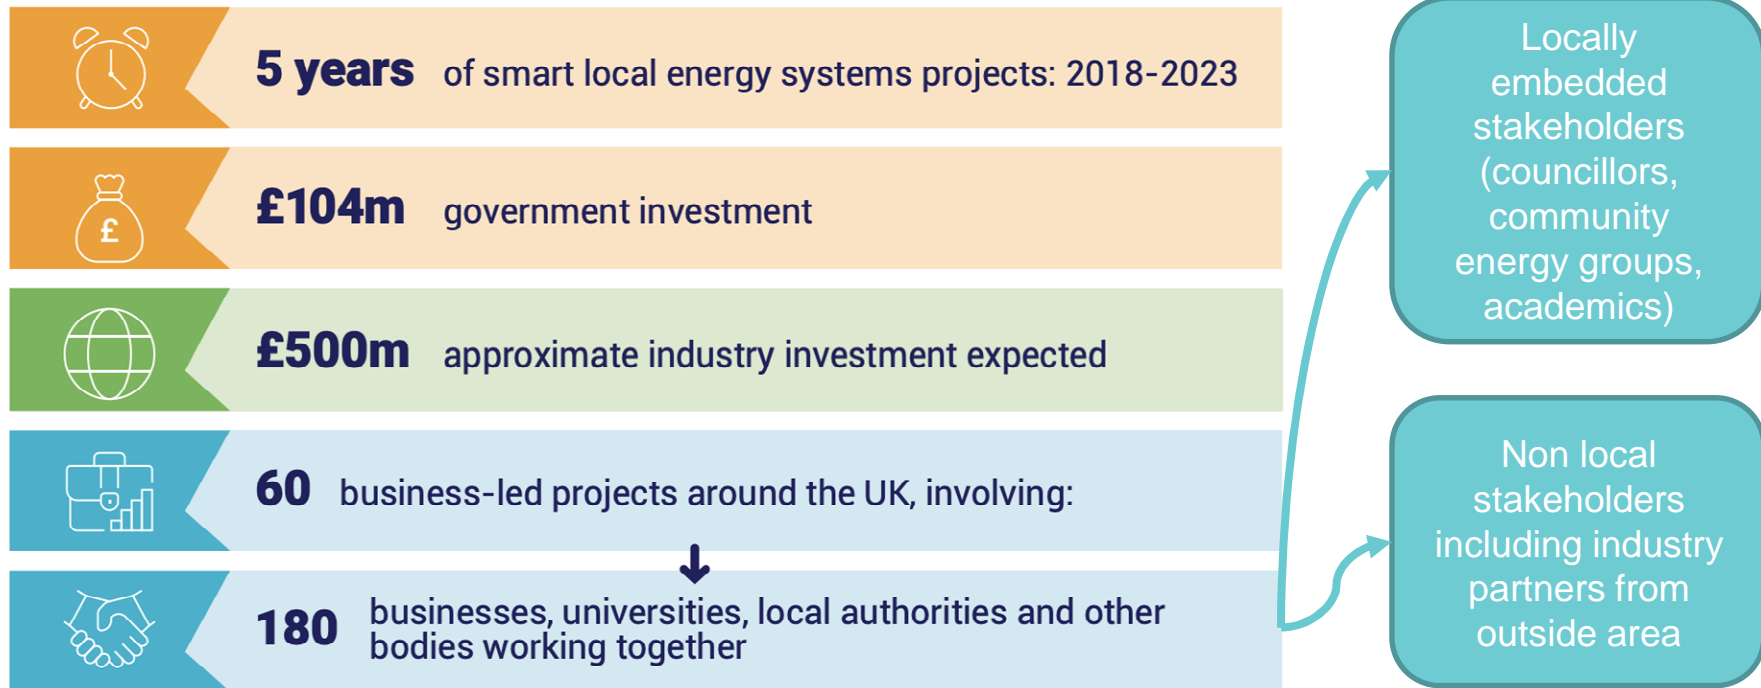 5 years of smart local energy systems projects: 2018-2023
£
£104m government investment
£500m approximate industry investment expected
60 business-led projects around the UK, involving:
180 businesses, universities, local authorities and other
bodies working together
Locally
embedded
stakeholders
(councillors,
community
energy groups,
academics)
Non local
stakeholders
including industry
partners from
outside area